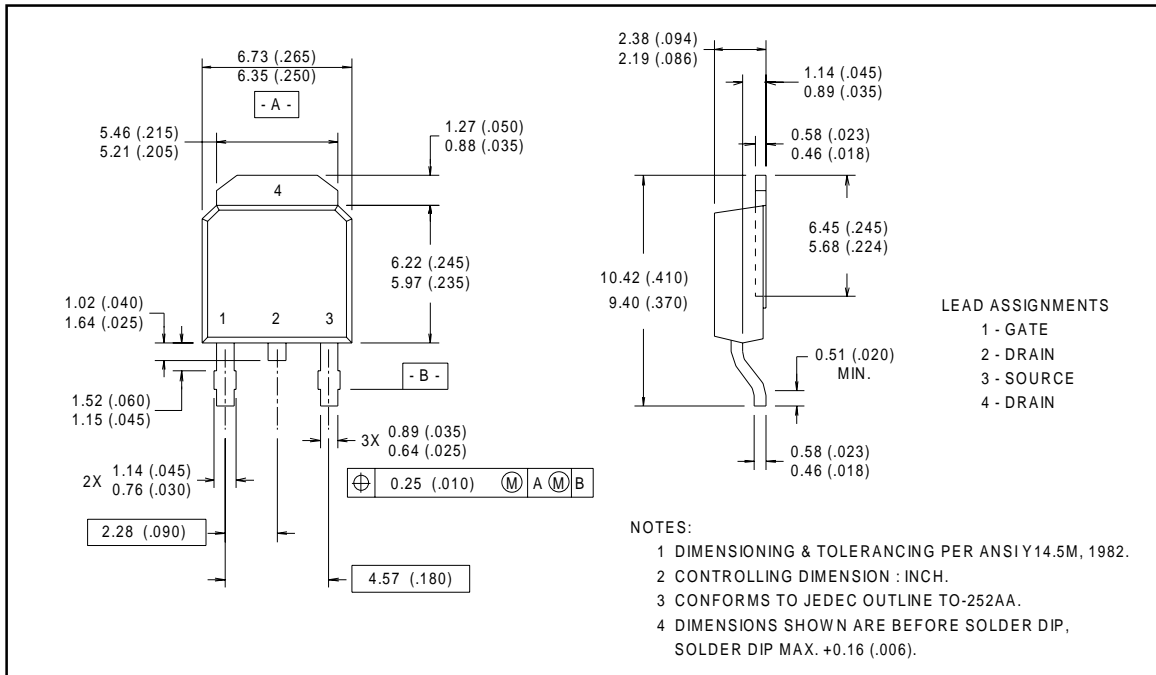 6.73 (.265)
6.35 (.250)
- A -
5.46 (.215)
5.21 (.205)
1.27 (.050)
0.88 (.035)
4
6.22 (.245)
5.97 (.235)
1.02 (.040)
1.64 (.025)
1 2 3
1.52 (.060)
1.15 (.045)
- B -
3X 0.89 (.035)
0.64 (.025)
2X 1.14 (.045)
0.76 (.030)
0.25 (.010) M A M B
2.28 (.090)
4.57 (.180)
2.38 (.094)
2.19 (.086)
1.14 (.045)
0.89 (.035)
0.58 (.023)
0.46 (.018)
6.45 (.245)
5.68 (.224)
10.42 (.410)
9.40 (.370)
0.51 (.020)
MIN.
0.58 (.023)
0.46 (.018)
LEAD ASSIGNMENTS
1 - GATE
2 - DRAIN
3 - SOURCE
4 - DRAIN
NOTES:
1 DIMENSIONING & TOLERANCING PER ANSI Y14.5M, 1982.
2 CONTROLLING DIMENSION : INCH.
3 CONFORMS TO JEDEC OUTLINE TO-252AA.
4 DIMENSIONS SHOWN ARE BEFORE SOLDER DIP,
SOLDER DIP MAX. +0.16 (.006).